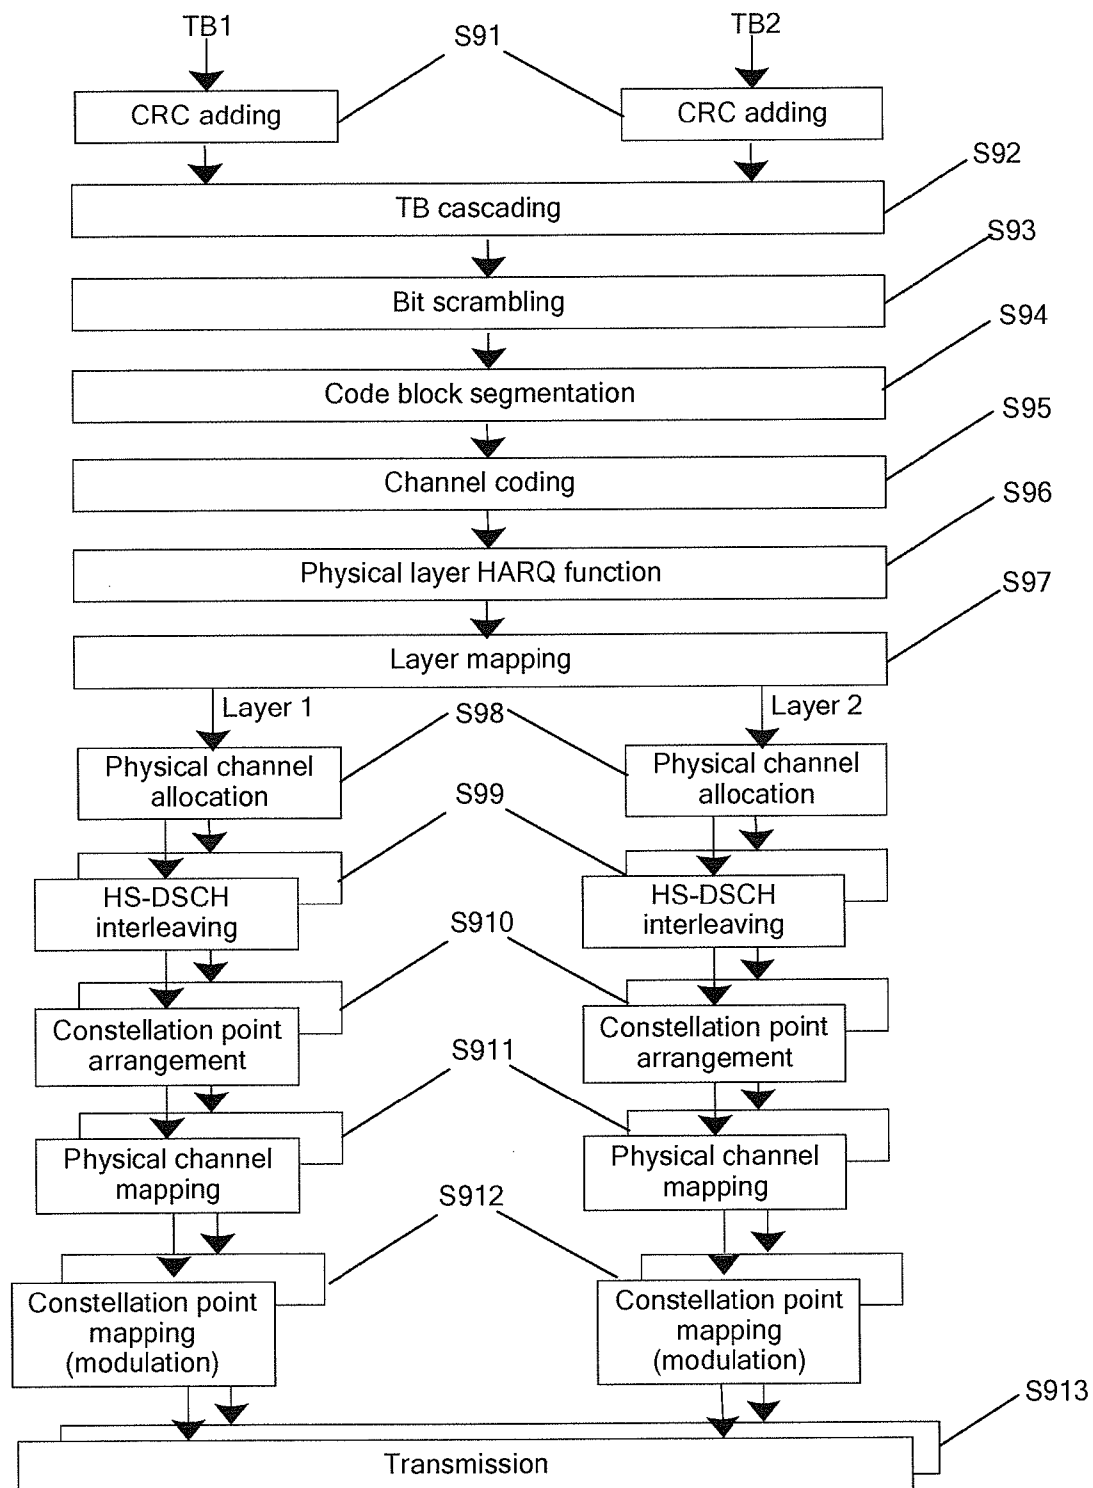 TB1
TB2
S91
CRC adding
CRC adding
S92
TB cascading
S93
Bit scrambling
S94
Code block segmentation
S95
Channel coding
S96
Physical layer HARQ function
S97
Layer mapping
Layer 1
S98
Layer 2
Physical channel
allocation
Physical channel
allocation
S99
HS-DSCH
interleaving
HS-DSCH
interleaving
S910
Constellation point
arrangement
Constellation point
arrangement
S911
Physical channel
mapping
Physical channel
mapping
S912
Constellation point
mapping
(modulation)
Constellation point
mapping
(modulation)
S913
Transmission